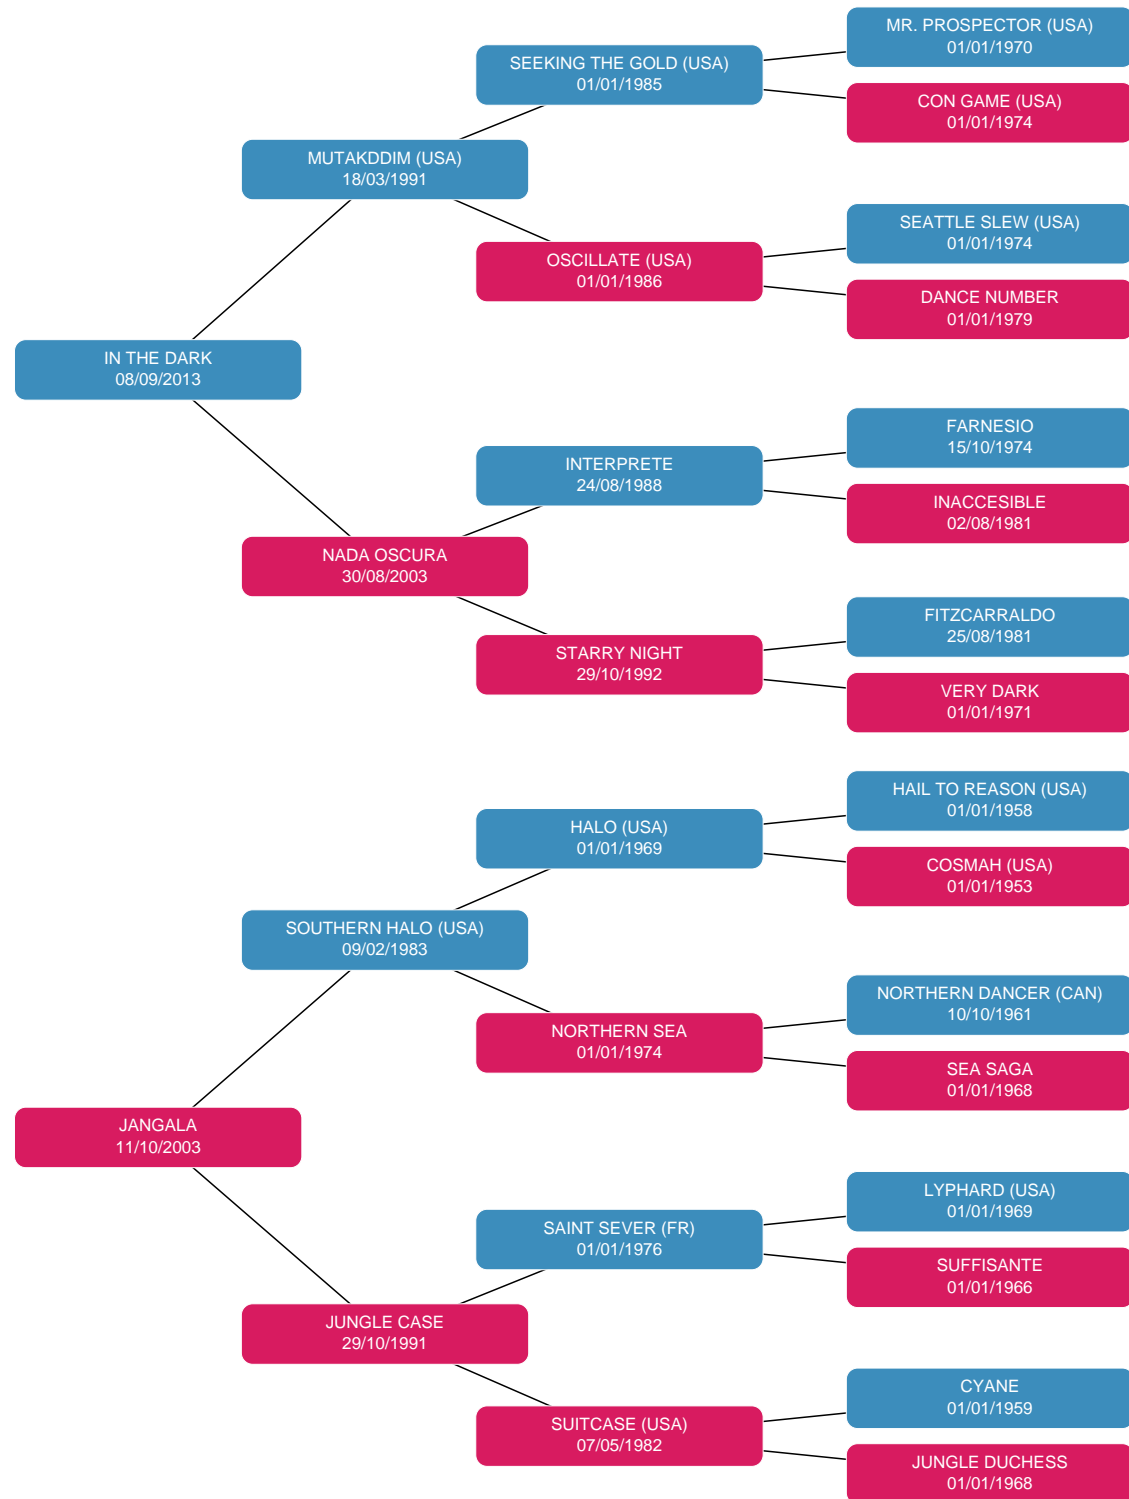 MR. PROSPECTOR (USA)
01/01/1970
SEEKING THE GOLD (USA)
01/01/1985
CON GAME (USA)
01/01/1974
MUTAKDDIM (USA)
18/03/1991
SEATTLE SLEW (USA)
01/01/1974
OSCILLATE (USA)
01/01/1986
DANCE NUMBER
01/01/1979
IN THE DARK
08/09/2013
FARNESIO
15/10/1974
INTERPRETE
24/08/1988
INACCESIBLE
02/08/1981
NADA OSCURA
30/08/2003
FITZCARRALDO
25/08/1981
STARRY NIGHT
29/10/1992
VERY DARK
01/01/1971
HAIL TO REASON (USA)
01/01/1958
HALO (USA)
01/01/1969
COSMAH (USA)
01/01/1953
SOUTHERN HALO (USA)
09/02/1983
NORTHERN DANCER (CAN)
10/10/1961
NORTHERN SEA
01/01/1974
SEA SAGA
01/01/1968
JANGALA
11/10/2003
LYPHARD (USA)
01/01/1969
SAINT SEVER (FR)
01/01/1976
SUFFISANTE
01/01/1966
JUNGLE CASE
29/10/1991
CYANE
01/01/1959
SUITCASE (USA)
07/05/1982
JUNGLE DUCHESS
01/01/1968